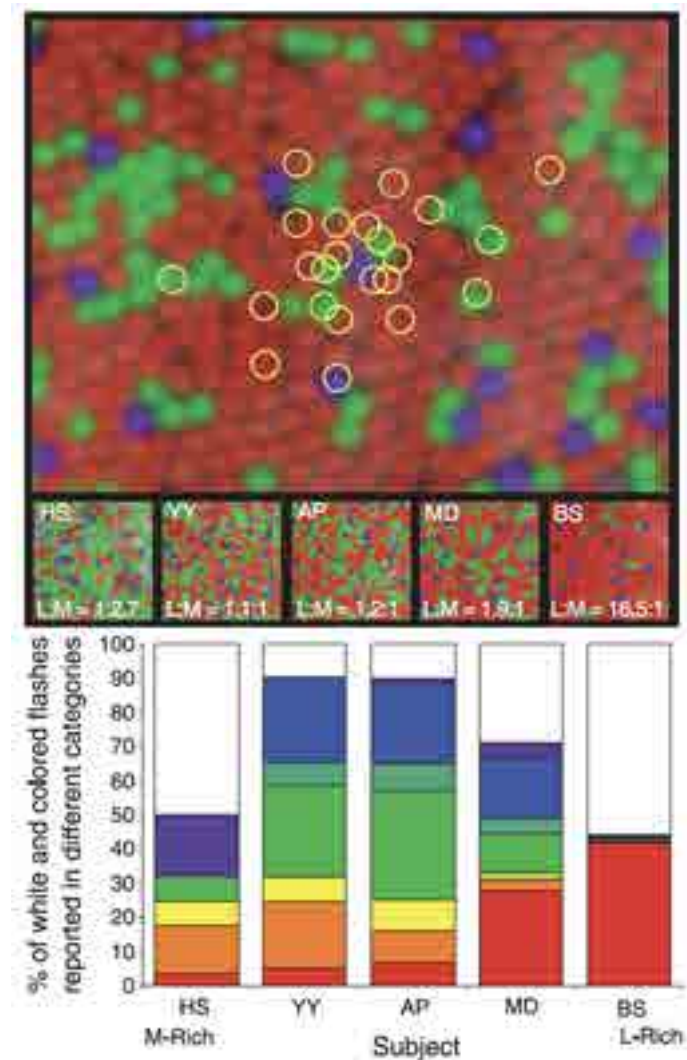 HS YY AP MD BS
L:M = 1:2.7 L:M = 1.1:1 L:M = 1.2:1 L:M = 1.9:1 L:M = 16.5:1
% of white and colored flashes
reported in different categories
100
90
80
70
60
50
40
30
20
10
0
HS YY AP MD BS
M-Rich L-Rich
Subject